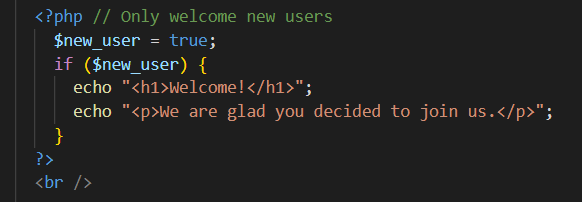 <?php // Only welcome new users
$new_user = true;
if ($new_user) {
echo "<h1>Welcome!</h1>";
echo "<p>We are glad you decided to join us.</p>";
}
?>
<br />